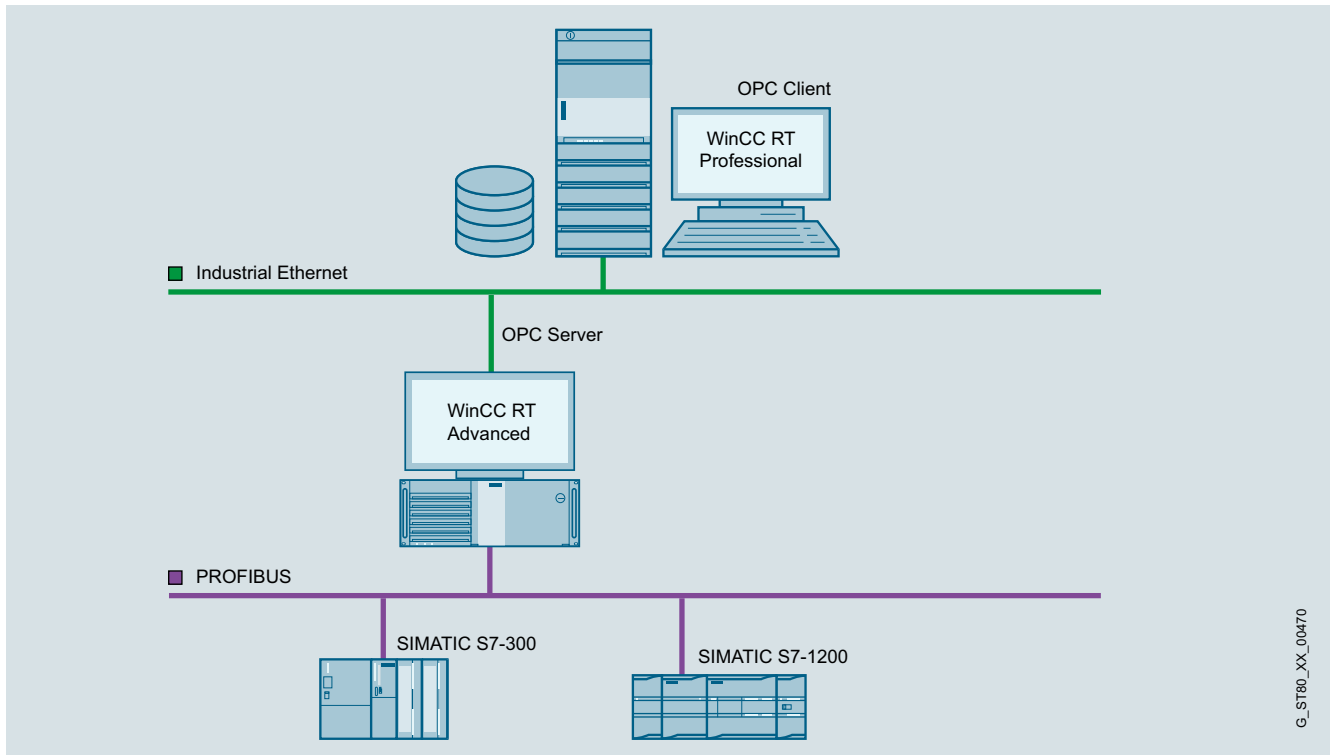 OPC Client
WinCC RT
Professional
Industrial Ethernet
OPC Server
WinCC RT
Advanced
PROFIBUS
SIMATIC S7-300
SIMATIC S7-1200
G_ST80_XX_00470